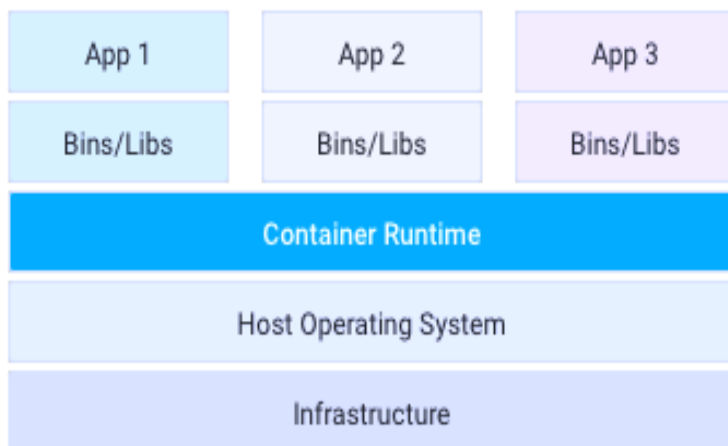 App 1 App 2 App 3
Bins/Libs Bins/Libs Bins/Libs
Container Runtime
Host Operating System
Infrastructure